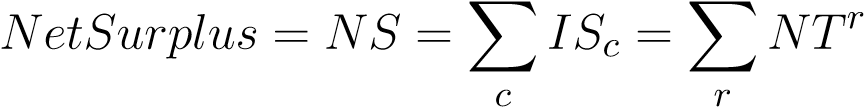 NetSurplus = NS = ∑_c IS_c = ∑_r NT^r